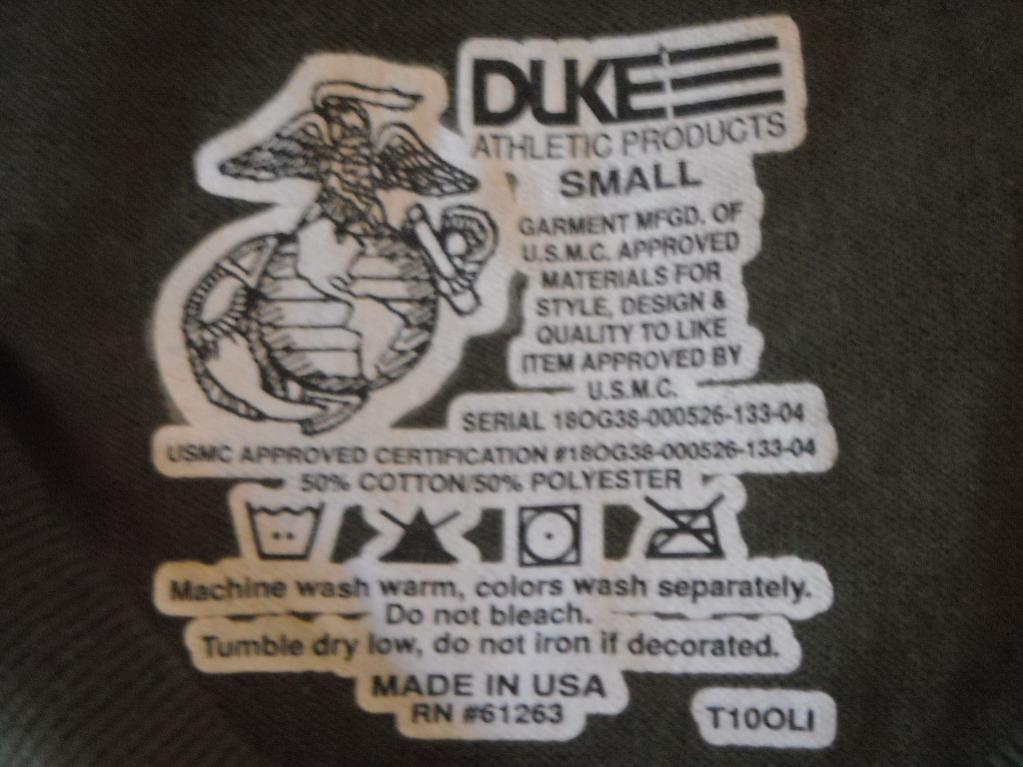 DUKE
ATHLETIC PRODUCTS
SMALL
GARMENT MFGD. OF
U.S.M.C. APPROVED
MATERIALS FOR
STYLE, DESIGN &
QUALITY TO LIKE
ITEM APPROVED BY
U.S.M.C.
SERIAL 18OG38-000526-133-04
USMC APPROVED CERTIFICATION #18OG38-000526-133-04
50% COTTON/50% POLYESTER
Machine wash warm, colors wash separately.
Do not bleach.
Tumble dry low, do not iron if decorated.
MADE IN USA
RN #61263
T10OLI